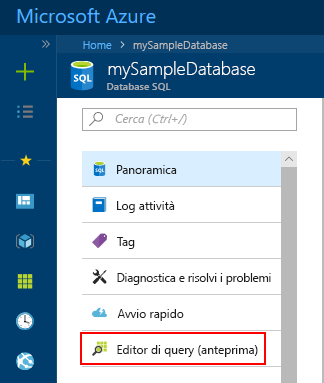 Microsoft Azure
Home > mySampleDatabase
SQL
mySampleDatabase
Database SQL
Cerca (Ctrl+/)
SQL
Panoramica
Log attività
Tag
Diagnostica e risolvi i problemi
Avvio rapido
Editor di query (anteprima)